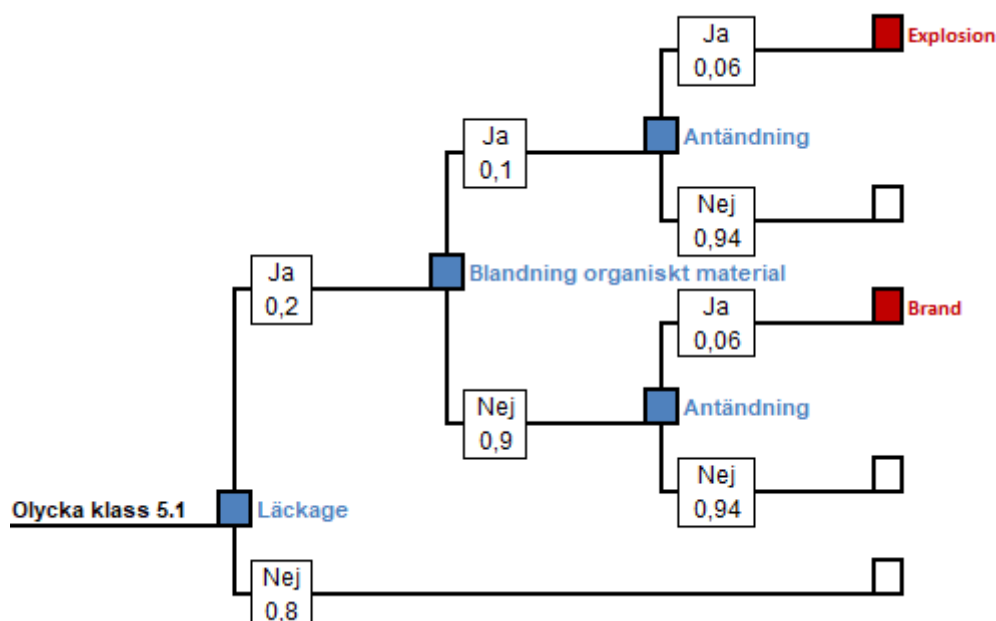 Ja
0,06
Explosion
Ja
0,1
Antändning
Nej
0,94
Ja
0,2
Blandning organiskt material
Ja
0,06
Brand
Nej
0,9
Antändning
Nej
0,94
Olycka klass 5.1
Läckage
Nej
0,8